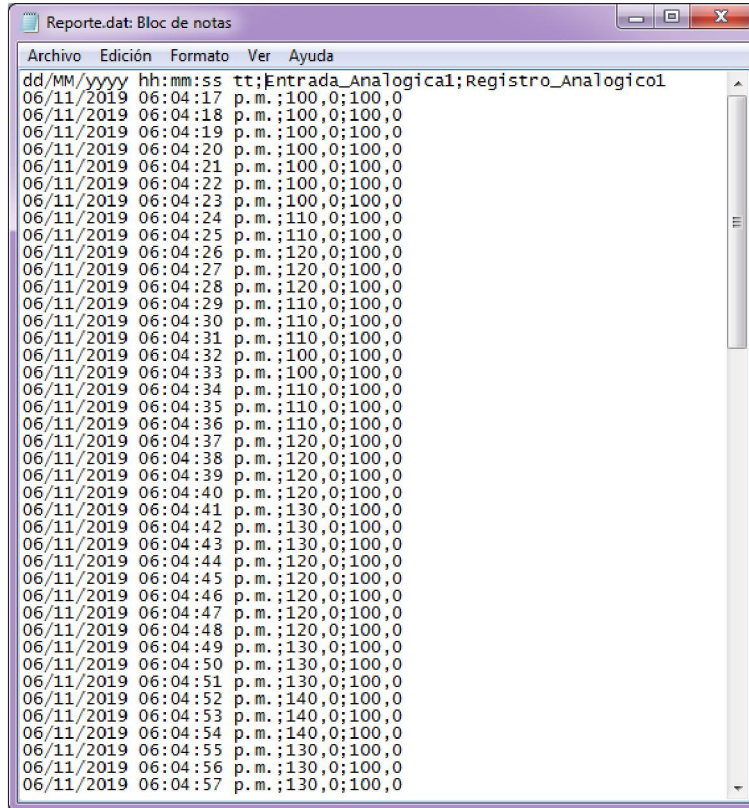 Reporte.dat: Bloc de notas
Archivo Edición Formato Ver Ayuda
dd/MM/yyyy hh:mm:ss tt;Entrada_Analogica1;Registro_Analogico1
06/11/2019 06:04:17 p.m.;100,0;100,0
06/11/2019 06:04:18 p.m.;100,0;100,0
06/11/2019 06:04:19 p.m.;100,0;100,0
06/11/2019 06:04:20 p.m.;100,0;100,0
06/11/2019 06:04:21 p.m.;100,0;100,0
06/11/2019 06:04:22 p.m.;100,0;100,0
06/11/2019 06:04:23 p.m.;100,0;100,0
06/11/2019 06:04:24 p.m.;110,0;100,0
06/11/2019 06:04:25 p.m.;110,0;100,0
06/11/2019 06:04:26 p.m.;120,0;100,0
06/11/2019 06:04:27 p.m.;120,0;100,0
06/11/2019 06:04:28 p.m.;120,0;100,0
06/11/2019 06:04:29 p.m.;110,0;100,0
06/11/2019 06:04:30 p.m.;110,0;100,0
06/11/2019 06:04:31 p.m.;110,0;100,0
06/11/2019 06:04:32 p.m.;100,0;100,0
06/11/2019 06:04:33 p.m.;100,0;100,0
06/11/2019 06:04:34 p.m.;110,0;100,0
06/11/2019 06:04:35 p.m.;110,0;100,0
06/11/2019 06:04:36 p.m.;110,0;100,0
06/11/2019 06:04:37 p.m.;120,0;100,0
06/11/2019 06:04:38 p.m.;120,0;100,0
06/11/2019 06:04:39 p.m.;120,0;100,0
06/11/2019 06:04:40 p.m.;120,0;100,0
06/11/2019 06:04:41 p.m.;130,0;100,0
06/11/2019 06:04:42 p.m.;130,0;100,0
06/11/2019 06:04:43 p.m.;130,0;100,0
06/11/2019 06:04:44 p.m.;120,0;100,0
06/11/2019 06:04:45 p.m.;120,0;100,0
06/11/2019 06:04:46 p.m.;120,0;100,0
06/11/2019 06:04:47 p.m.;120,0;100,0
06/11/2019 06:04:48 p.m.;120,0;100,0
06/11/2019 06:04:49 p.m.;130,0;100,0
06/11/2019 06:04:50 p.m.;130,0;100,0
06/11/2019 06:04:51 p.m.;130,0;100,0
06/11/2019 06:04:52 p.m.;140,0;100,0
06/11/2019 06:04:53 p.m.;140,0;100,0
06/11/2019 06:04:54 p.m.;140,0;100,0
06/11/2019 06:04:55 p.m.;130,0;100,0
06/11/2019 06:04:56 p.m.;130,0;100,0
06/11/2019 06:04:57 p.m.;130,0;100,0